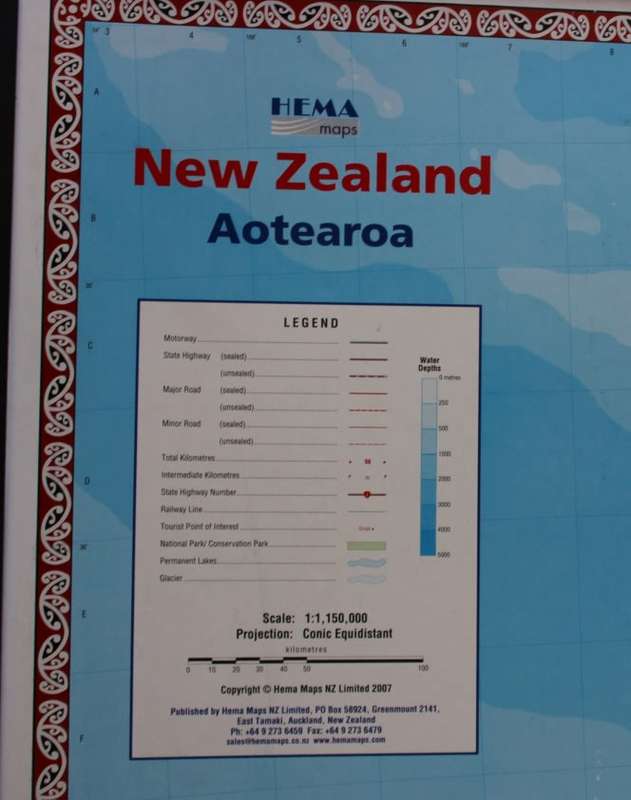 3 4 5 6 7 8
HEMA
maps
New Zealand
Aotearoa
A
B
C
D
E
F
LEGEND
Motorway
State Highway (sealed)
(unsealed)
Major Road (sealed)
(unsealed)
Minor Road (sealed)
(unsealed)
Total Kilometres
Intermediate Kilometres
State Highway Number
Railway Line
Tourist Point of Interest
National Park/ Conservation Park
Permanent Lakes
Glacier
Water
Depths
0 metres
250
500
1000
2000
3000
4000
5000
Scale: 1:1,150,000
Projection: Conic Equidistant
kilometres
0 10 20 30 40 50 100
Copyright © Hema Maps NZ Limited 2007
Published by Hema Maps NZ Limited, PO Box 58924, Greenmount 2141,
East Tamaki, Auckland, New Zealand
Ph: +64 9 273 6459 Fax: +64 9 273 6479
sales@hemamaps.co.nz www.hemamaps.com